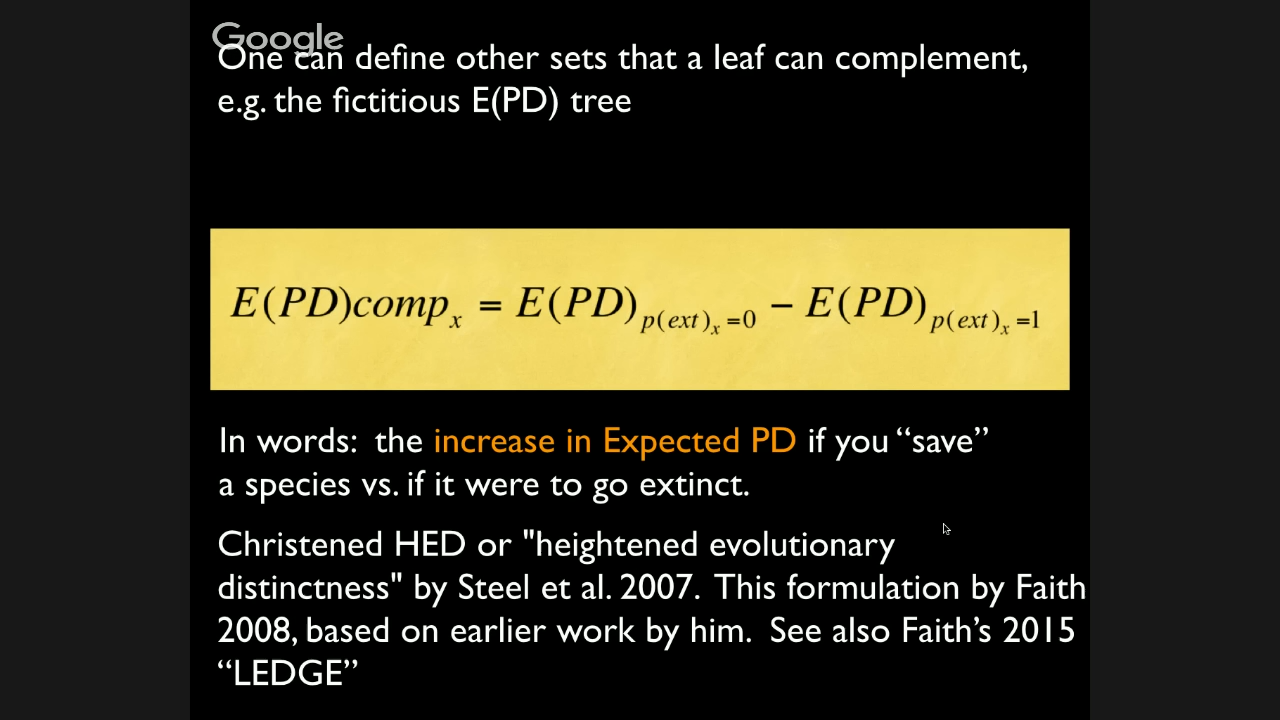 Google
One can define other sets that a leaf can complement,
e.g. the fictitious E(PD) tree
E(PD)comp_x = E(PD)_{p(ext)_x =0} − E(PD)_{p(ext)_x =1}
In words:  the increase in Expected PD if you “save”
a species vs. if it were to go extinct.
Christened HED or "heightened evolutionary
distinctness" by Steel et al. 2007.  This formulation by Faith
2008, based on earlier work by him.  See also Faith’s 2015
“LEDGE”